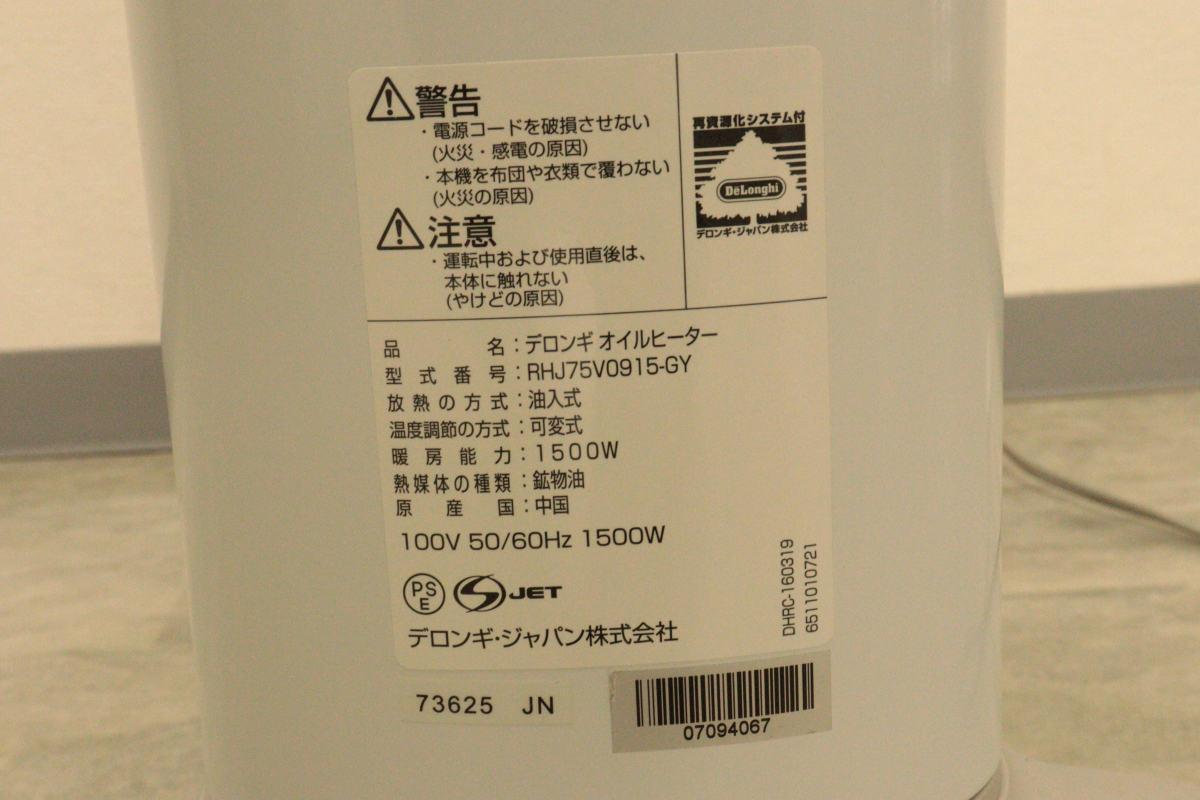 警告
・電源コードを破損させない
(火災・感電の原因)
・本機を布団や衣類で覆わない
(火災の原因)
注意
・運転中および使用直後は、
本体に触れない
(やけどの原因)
再資源化システム付
DeLonghi
デロンギ・ジャパン株式会社
品名:デロンギ オイルヒーター
型式番号:RHJ75V0915-GY
放熱の方式:油入式
温度調節の方式:可変式
暖房能力:1500W
熱媒体の種類:鉱物油
原産国:中国
100V 50/60Hz 1500W
PS
E
JET
デロンギ・ジャパン株式会社
DHRC-160319
6511010721
73625 JN
07094067